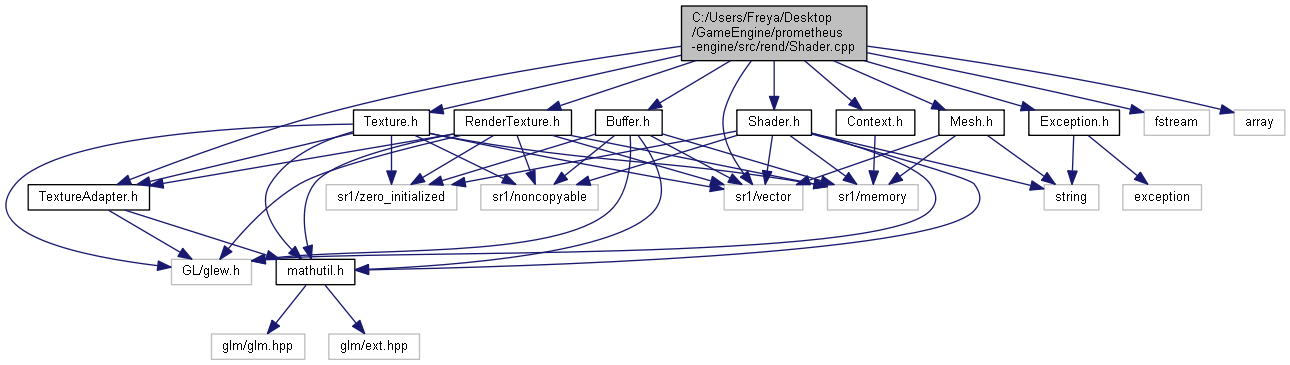 C:/Users/Freya/Desktop
/GameEngine/prometheus
-engine/src/rend/Shader.cpp
Texture.h
RenderTexture.h
Buffer.h
Shader.h
Context.h
Mesh.h
Exception.h
fstream
array
TextureAdapter.h
sr1/zero_initialized
sr1/noncopyable
sr1/vector
sr1/memory
string
exception
GL/glew.h
mathutil.h
glm/glm.hpp
glm/ext.hpp